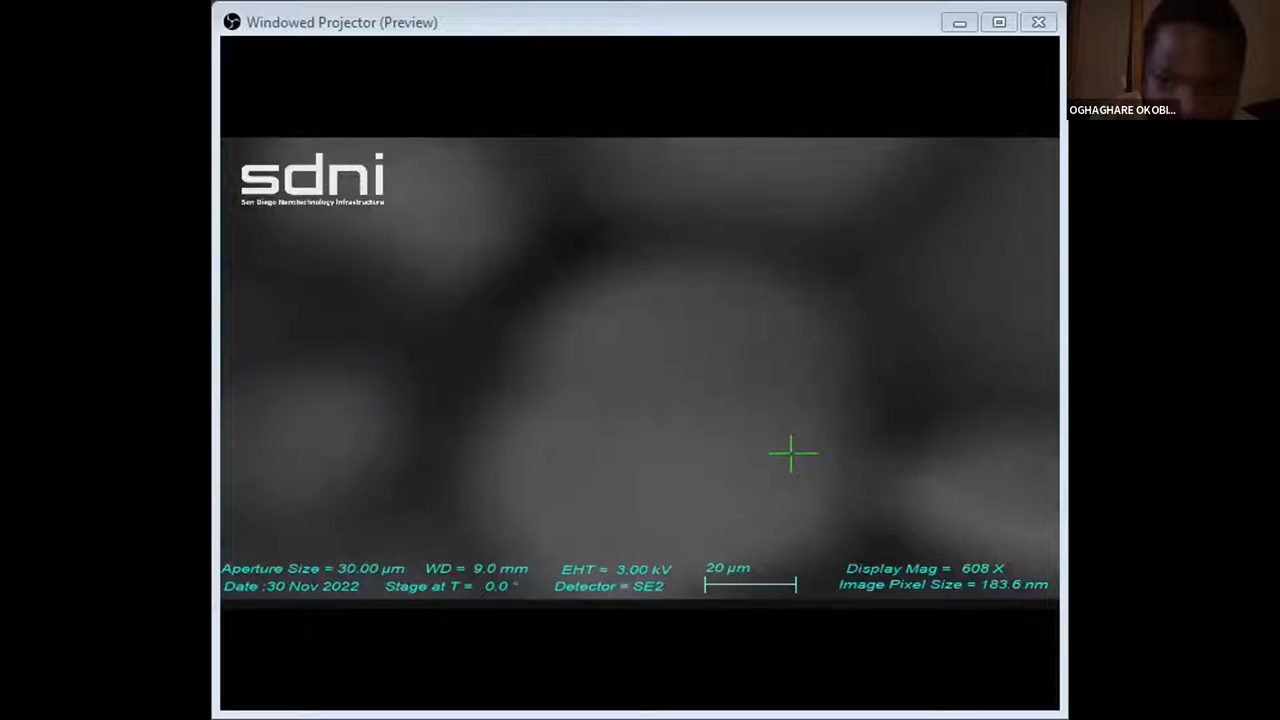 Windowed Projector (Preview)
OGHAGHARE OKOBI...
sdni
San Diego Nanotechnology Infrastructure
Aperture Size = 30.00 µm WD = 9.0 mm EHT = 3.00 kV 20 µm Display Mag = 608 X
Date :30 Nov 2022 Stage at T = 0.0 ° Detector = SE2 Image Pixel Size = 183.6 nm